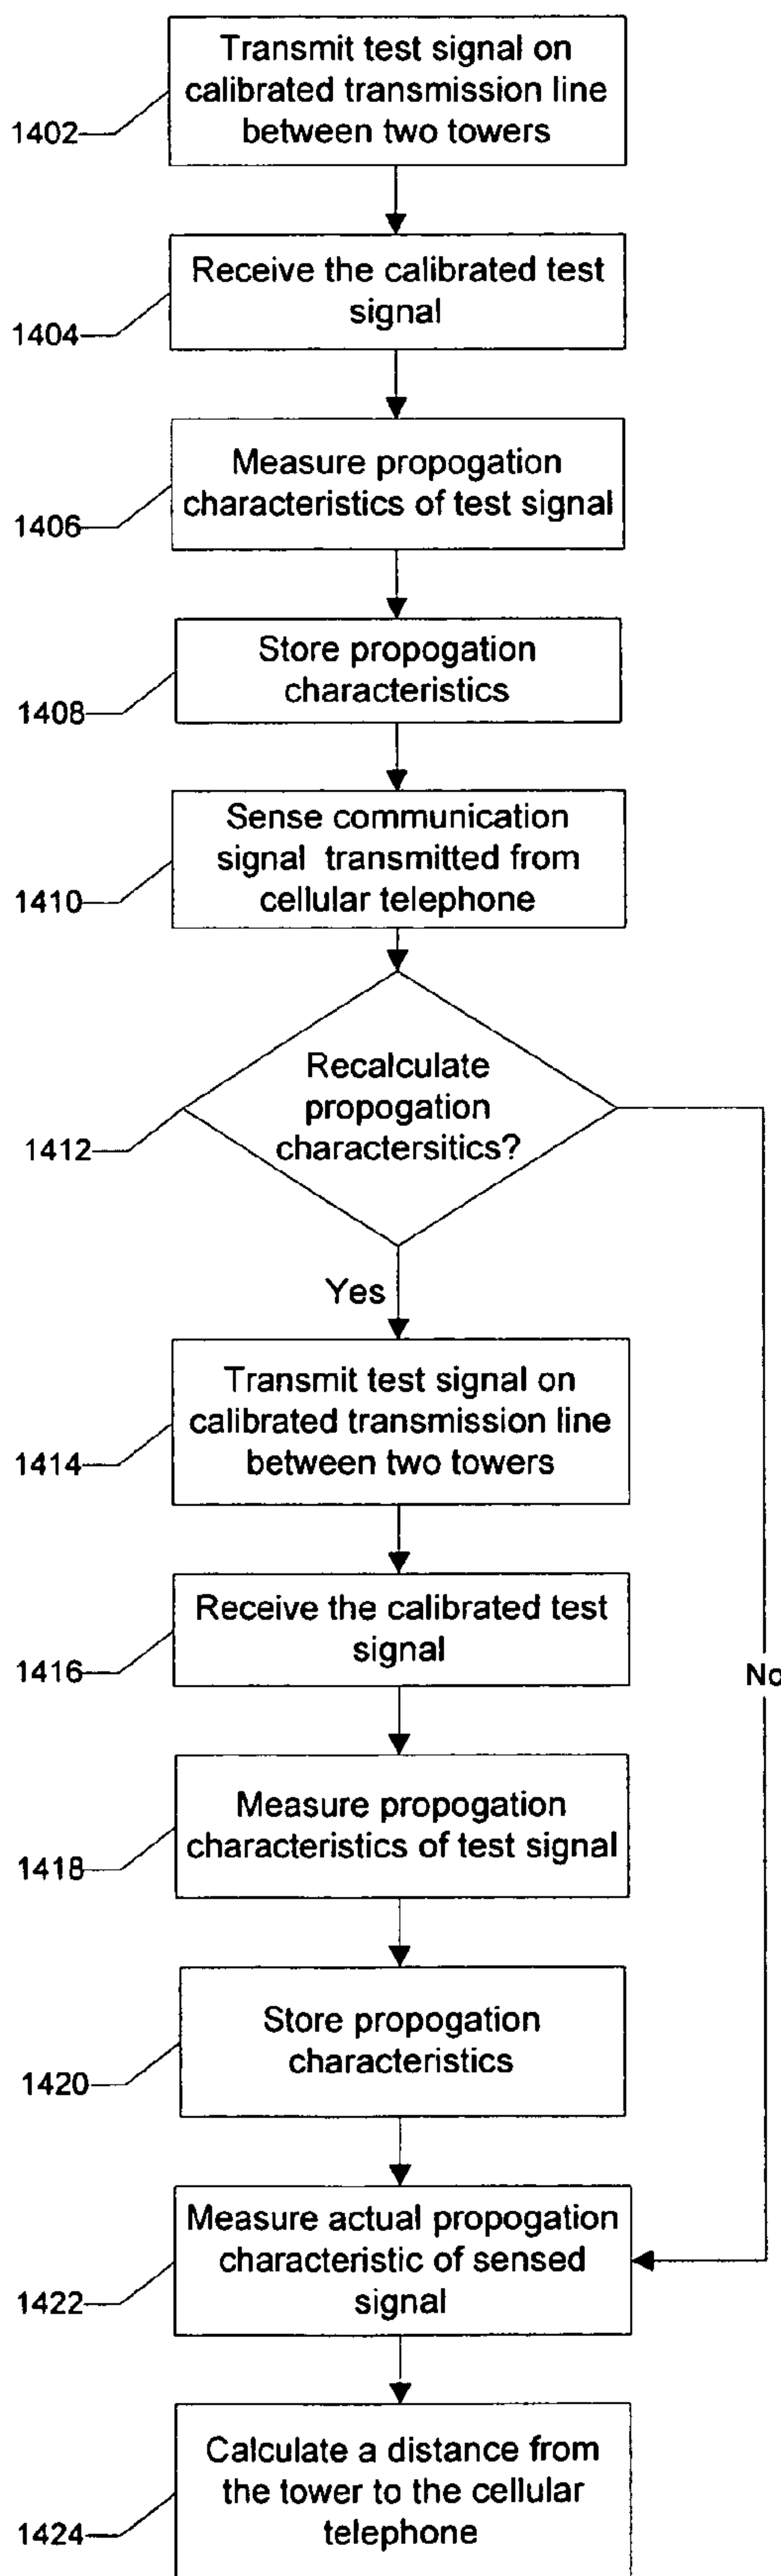 Transmit test signal on
calibrated transmission line
between two towers
1402
Receive the calibrated test
signal
1404
Measure propogation
characteristics of test signal
1406
Store propogation
characteristics
1408
Sense communication
signal transmitted from
cellular telephone
1410
Recalculate
propogation
charactersitics?
1412
Yes
Transmit test signal on
calibrated transmission line
between two towers
1414
Receive the calibrated test
signal
1416
No
Measure propogation
characteristics of test signal
1418
Store propogation
characteristics
1420
Measure actual propogation
characteristic of sensed
signal
1422
Calculate a distance from
the tower to the cellular
telephone
1424